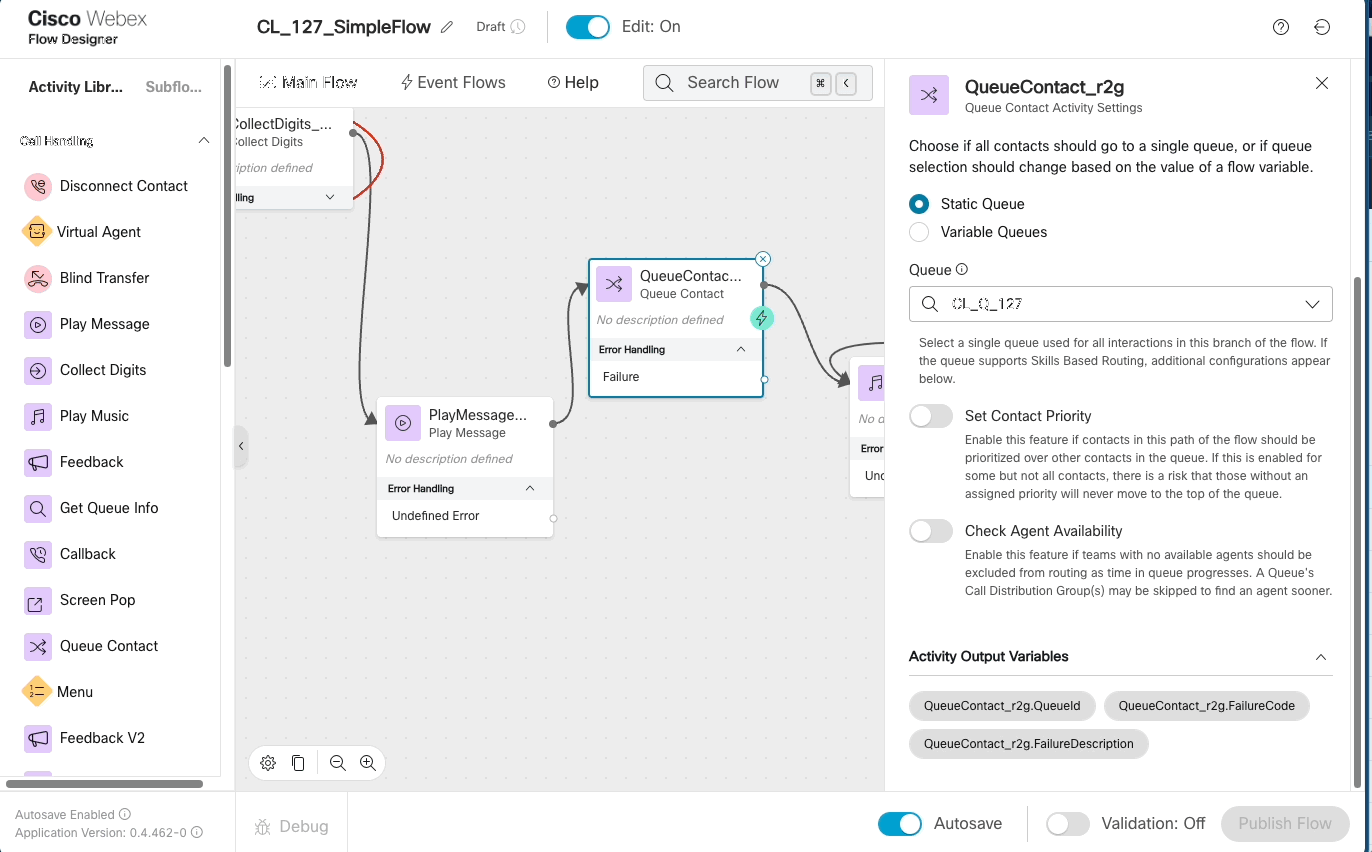 Cisco Webex
Flow Designer
CL_127_SimpleFlow
Draft
Edit: On
Activity Libr...
Subflo...
Main Flow
Event Flows
Help
Search Flow
⌘
<
Call Handling
Disconnect Contact
Virtual Agent
Blind Transfer
Play Message
Collect Digits
Play Music
Feedback
Get Queue Info
Callback
Screen Pop
Queue Contact
Menu
Feedback V2
CollectDigits_...
Collect Digits
iption defined
lling
PlayMessage...
Play Message
No description defined
Error Handling
Undefined Error
QueueContac...
Queue Contact
No description defined
Error Handling
Failure
No d
Error
Und
QueueContact_r2g
Queue Contact Activity Settings
Choose if all contacts should go to a single queue, or if queue
selection should change based on the value of a flow variable.
Static Queue
Variable Queues
Queue
CL_Q_127
Select a single queue used for all interactions in this branch of the flow. If
the queue supports Skills Based Routing, additional configurations appear
below.
Set Contact Priority
Enable this feature if contacts in this path of the flow should be
prioritized over other contacts in the queue. If this is enabled for
some but not all contacts, there is a risk that those without an
assigned priority will never move to the top of the queue.
Check Agent Availability
Enable this feature if teams with no available agents should be
excluded from routing as time in queue progresses. A Queue's
Call Distribution Group(s) may be skipped to find an agent sooner.
Activity Output Variables
QueueContact_r2g.QueueId
QueueContact_r2g.FailureCode
QueueContact_r2g.FailureDescription
Autosave Enabled
Application Version: 0.4.462-0
Debug
Autosave
Validation: Off
Publish Flow